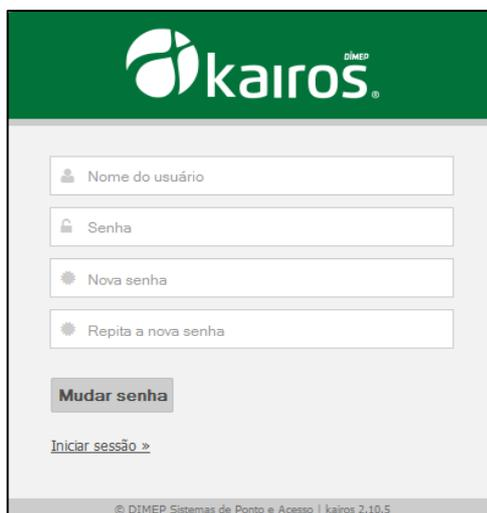 DIMEP
kairos®
Nome do usuário
Senha
Nova senha
Repita a nova senha
Mudar senha
Iniciar sessão »
© DIMEP Sistemas de Ponto e Acesso | kairos 2.10.5